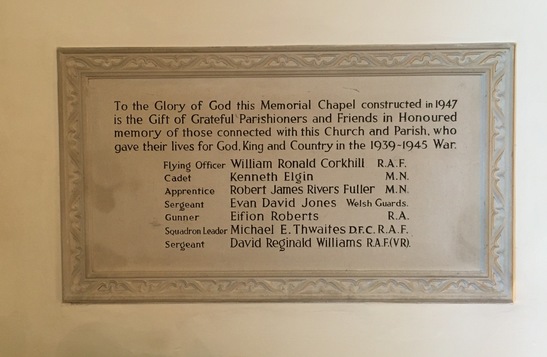 To the Glory of God this Memorial Chapel constructed in 1947
is the Gift of Grateful Parishioners and Friends in Honoured
memory of those connected with this Church and Parish, who
gave their lives for God, King and Country in the 1939-1945 War.
Flying Officer William Ronald Corkhill R.A.F.
Cadet Kenneth Elgin M.N.
Apprentice Robert James Rivers Fuller M.N.
Sergeant Evan David Jones Welsh Guards.
Gunner Eifion Roberts R.A.
Squadron Leader Michael E. Thwaites D.F.C. R.A.F.
Sergeant David Reginald Williams R.A.F.(V.R).